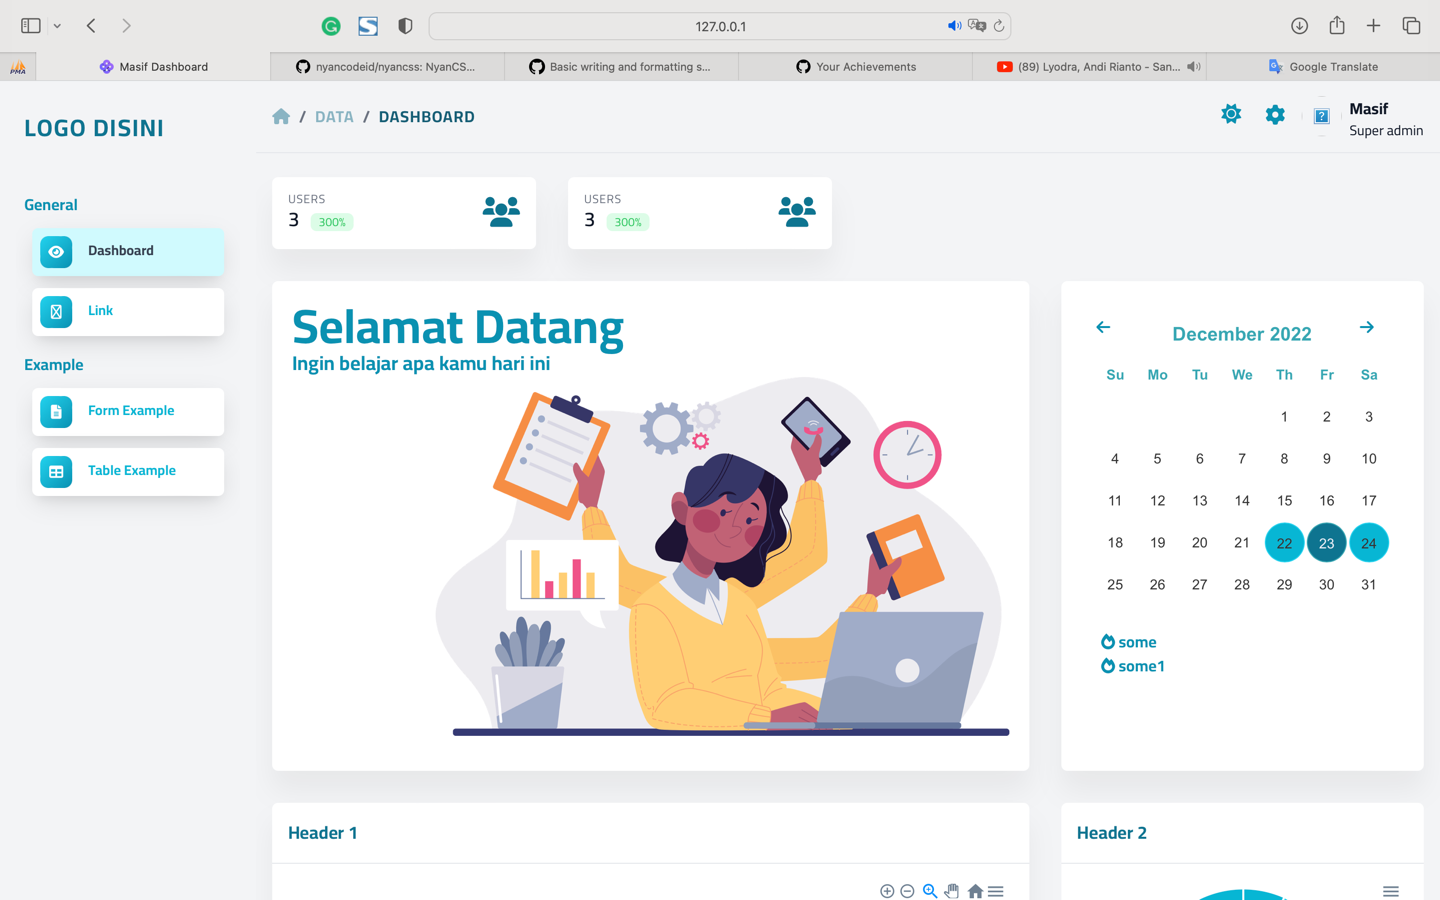 127.0.0.1
PMA
Masif Dashboard
nyancodeid/nyancss: NyanCS...
Basic writing and formatting s...
Your Achievements
(89) Lyodra, Andi Rianto - San...
Google Translate
LOGO DISINI
/ DATA / DASHBOARD
Masif
Super admin
General
Dashboard
Link
Example
Form Example
Table Example
USERS
3 300%
USERS
3 300%
Selamat Datang
Ingin belajar apa kamu hari ini
December 2022
Su Mo Tu We Th Fr Sa
1 2 3
4 5 6 7 8 9 10
11 12 13 14 15 16 17
18 19 20 21 22 23 24
25 26 27 28 29 30 31
some
some1
Header 1
Header 2